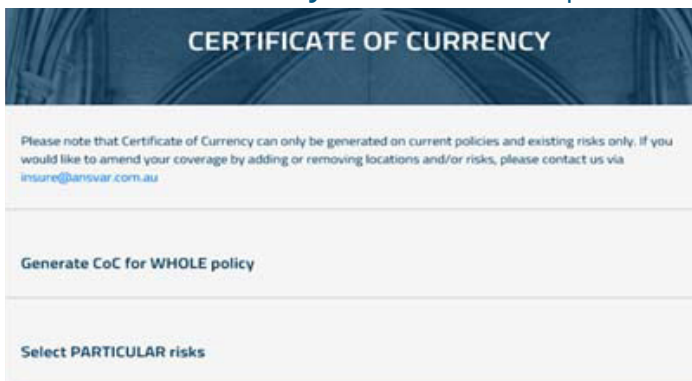 CERTIFICATE OF CURRENCY
Please note that Certificate of Currency can only be generated on current policies and existing risks only. If you
would like to amend your coverage by adding or removing locations and/or risks, please contact us via
insure@ansvar.com.au
Generate CoC for WHOLE policy
Select PARTICULAR risks